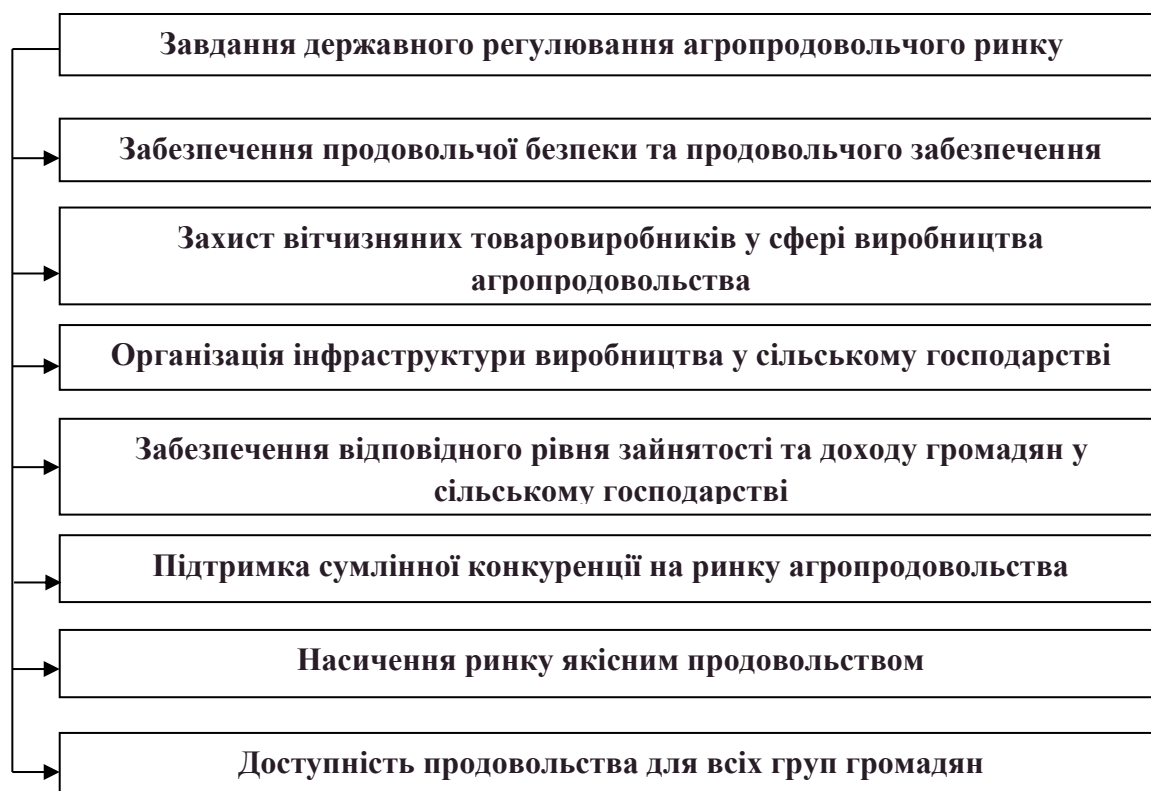 Завдання державного регулювання агропродовольчого ринку
Забезпечення продовольчої безпеки та продовольчого забезпечення
Захист вітчизняних товаровиробників у сфері виробництва
агропродовольства
Організація інфраструктури виробництва у сільському господарстві
Забезпечення відповідного рівня зайнятості та доходу громадян у
сільському господарстві
Підтримка сумлінної конкуренції на ринку агропродовольства
Насичення ринку якісним продовольством
Доступність продовольства для всіх груп громадян